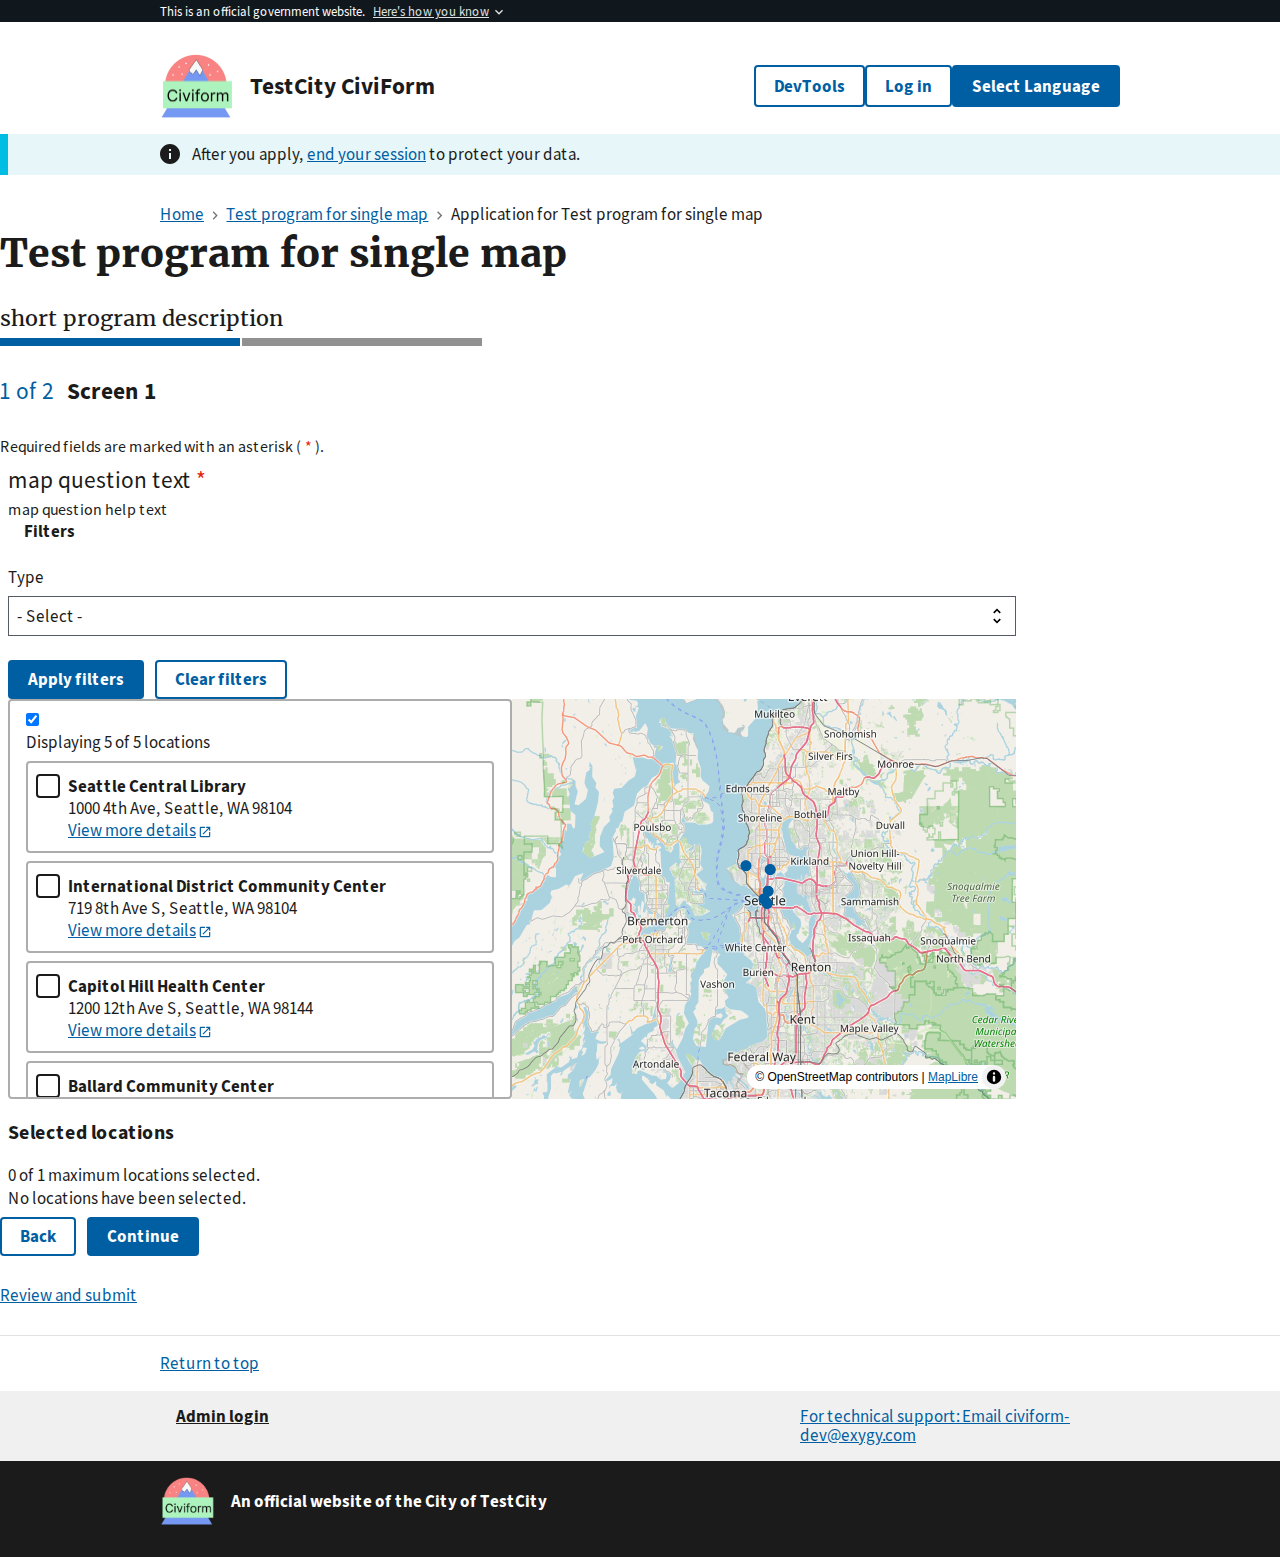 This is an official government website. Here's how you know
Civiform
TestCity CiviForm
DevTools
Log in
Select Language
After you apply, end your session to protect your data.
Home > Test program for single map > Application for Test program for single map
Test program for single map
short program description
1 of 2 Screen 1
Required fields are marked with an asterisk ( * ).
map question text *
map question help text
Filters
Type
- Select -
Apply filters
Clear filters
Displaying 5 of 5 locations
Seattle Central Library
1000 4th Ave, Seattle, WA 98104
View more details
International District Community Center
719 8th Ave S, Seattle, WA 98104
View more details
Capitol Hill Health Center
1200 12th Ave S, Seattle, WA 98144
View more details
Ballard Community Center
Everett
Mukilteo
Snohomish
Silver Firs
Monroe
Edmonds
Maltby
Shoreline
Bothell
Poulsbo
Duvall
Kirkland
Union Hill-
Novelty Hill
Silverdale
Snoqualmie
Tree Farm
Seattle
Sammamish
Bremerton
Port Orchard
White Center
Issaquah
Snoqualmie
North Bend
Burien
Renton
Vashon
Kent
Maple Valley
Cedar River
Municipal
Watershed
Federal Way
Artondale
Tacoma
© OpenStreetMap contributors | MapLibre
Selected locations
0 of 1 maximum locations selected.
No locations have been selected.
Back
Continue
Review and submit
Return to top
Admin login
For technical support: Email civiform-
dev@exygy.com
Civiform
An official website of the City of TestCity